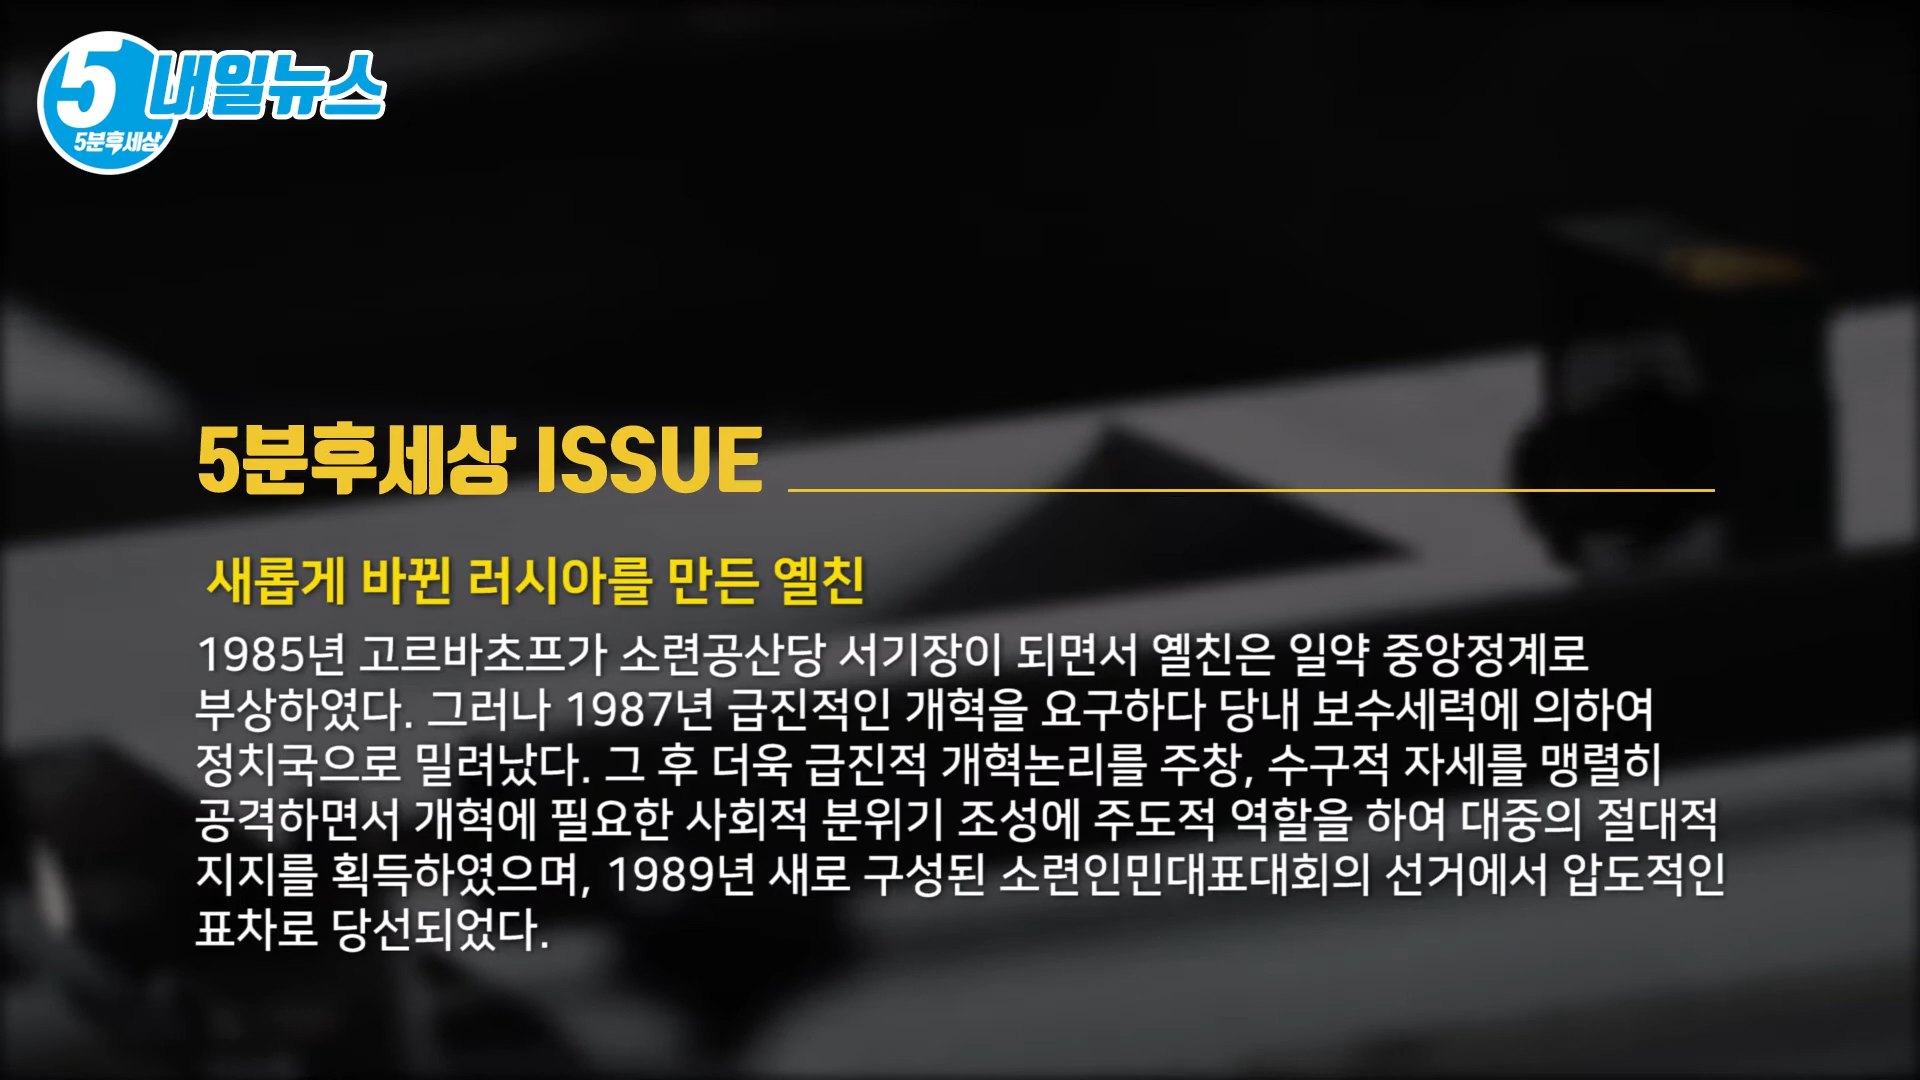 5 내일뉴스
5분후세상
5분후세상 ISSUE
새롭게 바뀐 러시아를 만든 옐친
1985년 고르바초프가 소련공산당 서기장이 되면서 옐친은 일약 중앙정계로
부상하였다. 그러나 1987년 급진적인 개혁을 요구하다 당내 보수세력에 의하여
정치국으로 밀려났다. 그 후 더욱 급진적 개혁논리를 주창, 수구적 자세를 맹렬히
공격하면서 개혁에 필요한 사회적 분위기 조성에 주도적 역할을 하여 대중의 절대적
지지를 획득하였으며, 1989년 새로 구성된 소련인민대표대회의 선거에서 압도적인
표차로 당선되었다.